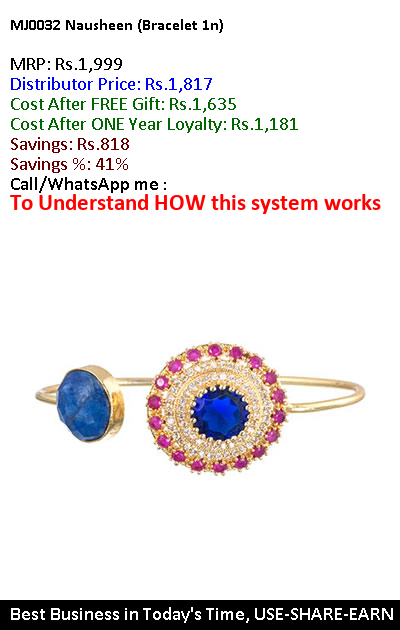 MJ0032 Nausheen (Bracelet 1n)
MRP: Rs.1,999
Distributor Price: Rs.1,817
Cost After FREE Gift: Rs.1,635
Cost After ONE Year Loyalty: Rs.1,181
Savings: Rs.818
Savings %: 41%
Call/WhatsApp me :
To Understand HOW this system works
Best Business in Today's Time, USE-SHARE-EARN